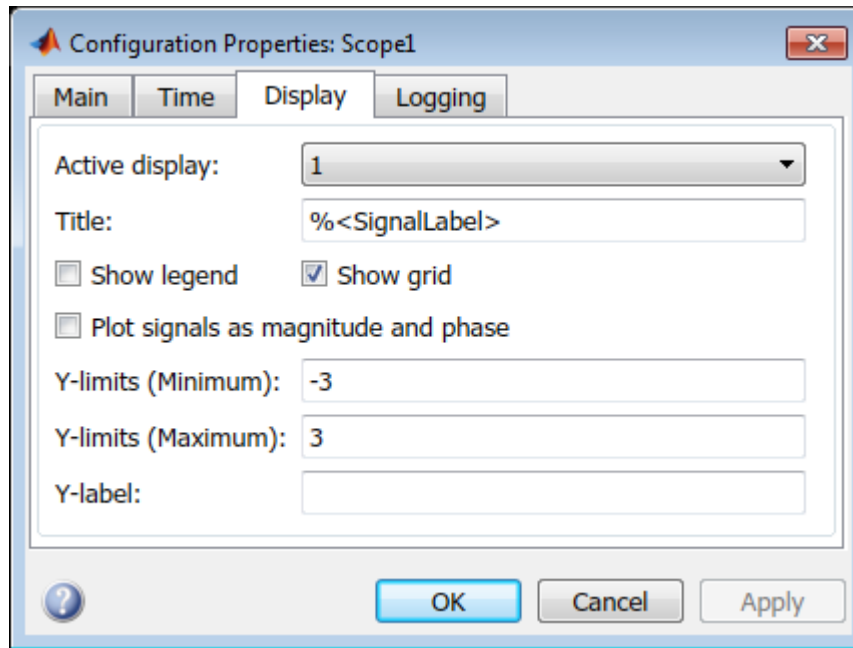 Configuration Properties: Scope1
Main Time Display Logging
Active display: 1
Title: %<SignalLabel>
Show legend Show grid
Plot signals as magnitude and phase
Y-limits (Minimum): -3
Y-limits (Maximum): 3
Y-label:
? OK Cancel Apply